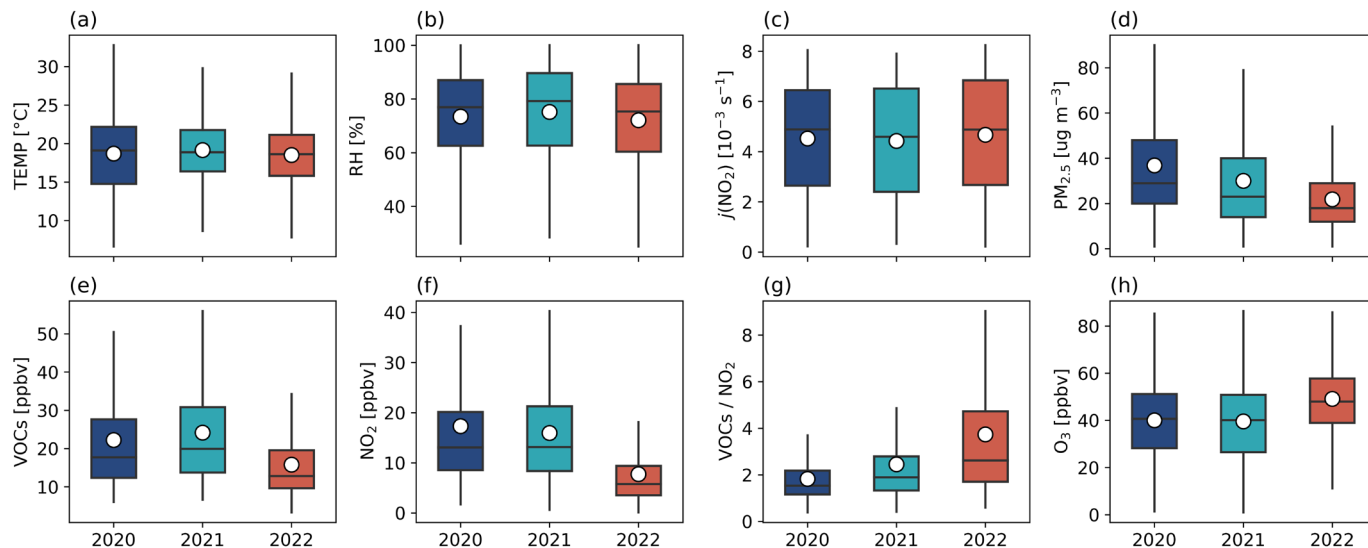 (a)
TEMP [°C]
30
25
20
15
10
(b)
RH [%]
100
80
60
40
(c)
j(NO₂) [10⁻³ s⁻¹]
8
6
4
2
0
(d)
PM₂.₅ [ug m⁻³]
80
60
40
20
0
(e)
VOCs [ppbv]
50
40
30
20
10
2020 2021 2022
(f)
NO₂ [ppbv]
40
30
20
10
0
2020 2021 2022
(g)
VOCs / NO₂
8
6
4
2
0
2020 2021 2022
(h)
O₃ [ppbv]
80
60
40
20
0
2020 2021 2022